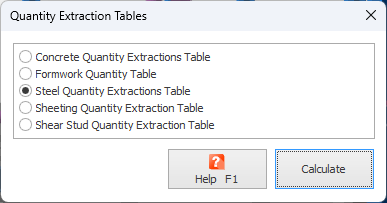 Quantity Extraction Tables
Concrete Quantity Extractions Table
Formwork Quantity Table
Steel Quantity Extractions Table
Sheeting Quantity Extraction Table
Shear Stud Quantity Extraction Table
Help F1
Calculate